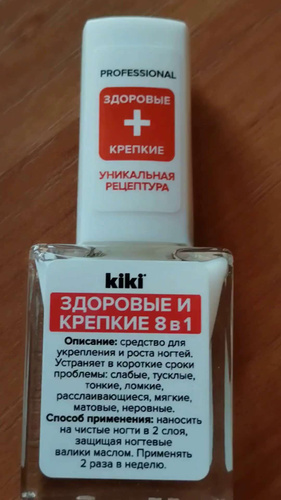 PROFESSIONAL
ЗДОРОВЫЕ
КРЕПКИЕ
УНИКАЛЬНАЯ
РЕЦЕПТУРА
kiki
ЗДОРОВЫЕ И
КРЕПКИЕ 8 в 1
Описание: средство для
укрепления и роста ногтей.
Устраняет в короткие сроки
проблемы: слабые, тусклые,
тонкие, ломкие,
расслаивающиеся, мягкие,
матовые, неровные.
Способ применения: наносить
на чистые ногти в 2 слоя,
защищая ногтевые
валики маслом. Применять
2 раза в неделю.